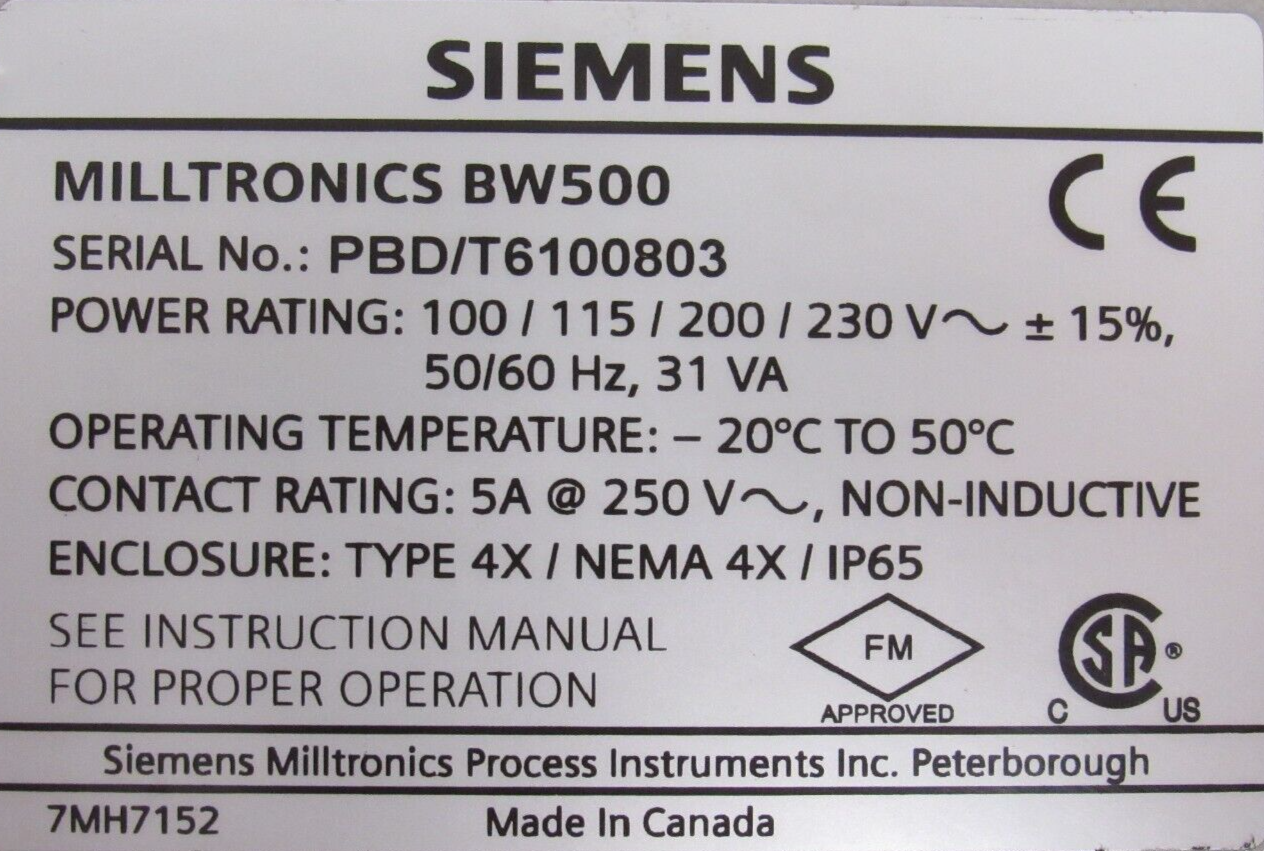 SIEMENS
MILLTRONICS BW500
CE
SERIAL No.: PBD/T6100803
POWER RATING: 100 / 115 / 200 / 230 V～ ± 15%,
50/60 Hz, 31 VA
OPERATING TEMPERATURE: – 20°C TO 50°C
CONTACT RATING: 5A @ 250 V～, NON-INDUCTIVE
ENCLOSURE: TYPE 4X / NEMA 4X / IP65
SEE INSTRUCTION MANUAL
FOR PROPER OPERATION
FM
APPROVED
SA®
C US
Siemens Milltronics Process Instruments Inc. Peterborough
7MH7152 Made In Canada